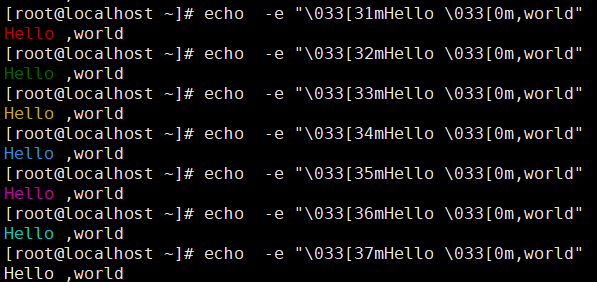 [root@localhost ~]# echo  -e "\033[31mHello \033[0m,world"
Hello ,world
[root@localhost ~]# echo  -e "\033[32mHello \033[0m,world"
Hello ,world
[root@localhost ~]# echo  -e "\033[33mHello \033[0m,world"
Hello ,world
[root@localhost ~]# echo  -e "\033[34mHello \033[0m,world"
Hello ,world
[root@localhost ~]# echo  -e "\033[35mHello \033[0m,world"
Hello ,world
[root@localhost ~]# echo  -e "\033[36mHello \033[0m,world"
Hello ,world
[root@localhost ~]# echo  -e "\033[37mHello \033[0m,world"
Hello ,world